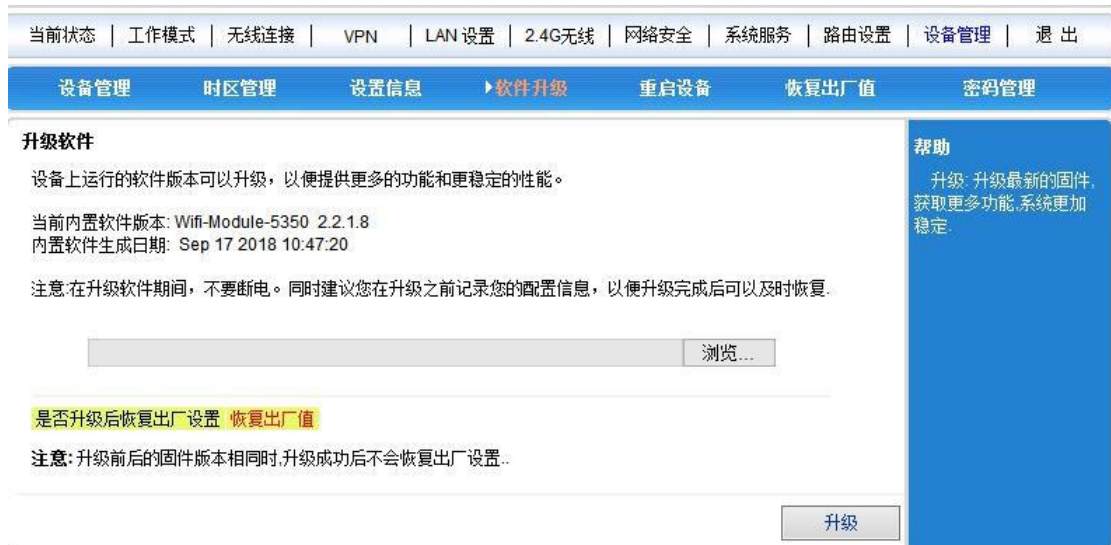 当前状态 | 工作模式 | 无线连接 | VPN | LAN 设置 | 2.4G无线 | 网络安全 | 系统服务 | 路由设置 | 设备管理 | 退 出
设备管理 时区管理 设置信息 软件升级 重启设备 恢复出厂值 密码管理
升级软件
设备上运行的软件版本可以升级，以便提供更多的功能和更稳定的性能。
当前内置软件版本: Wifi-Module-5350 2.2.1.8
内置软件生成日期: Sep 17 2018 10:47:20
注意:在升级软件期间，不要断电。同时建议您在升级之前记录您的配置信息，以便升级完成后可以及时恢复.
浏览...
是否升级后恢复出厂设置 恢复出厂值
注意: 升级前后的固件版本相同时,升级成功后不会恢复出厂设置..
升级
帮助
升级: 升级最新的固件,
获取更多功能,系统更加
稳定.